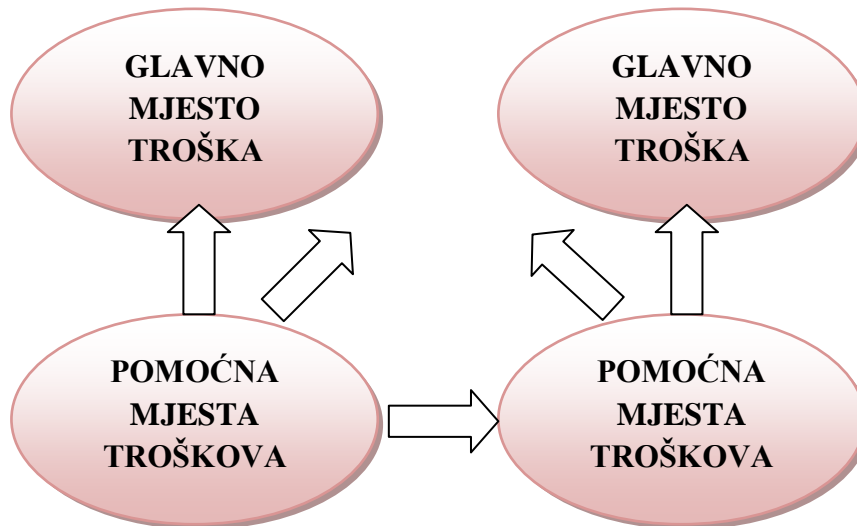 GLAVNO
MJESTO
TROŠKA
GLAVNO
MJESTO
TROŠKA
POMOĆNA
MJESTA
TROŠKOVA
POMOĆNA
MJESTA
TROŠKOVA